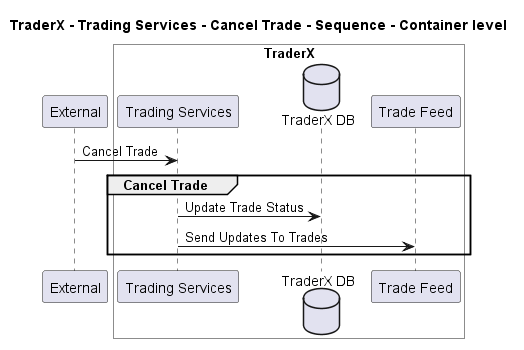 TraderX - Trading Services - Cancel Trade - Sequence - Container level
TraderX
External
Trading Services
TraderX DB
Trade Feed
Cancel Trade
Cancel Trade
Update Trade Status
Send Updates To Trades
External
Trading Services
TraderX DB
Trade Feed